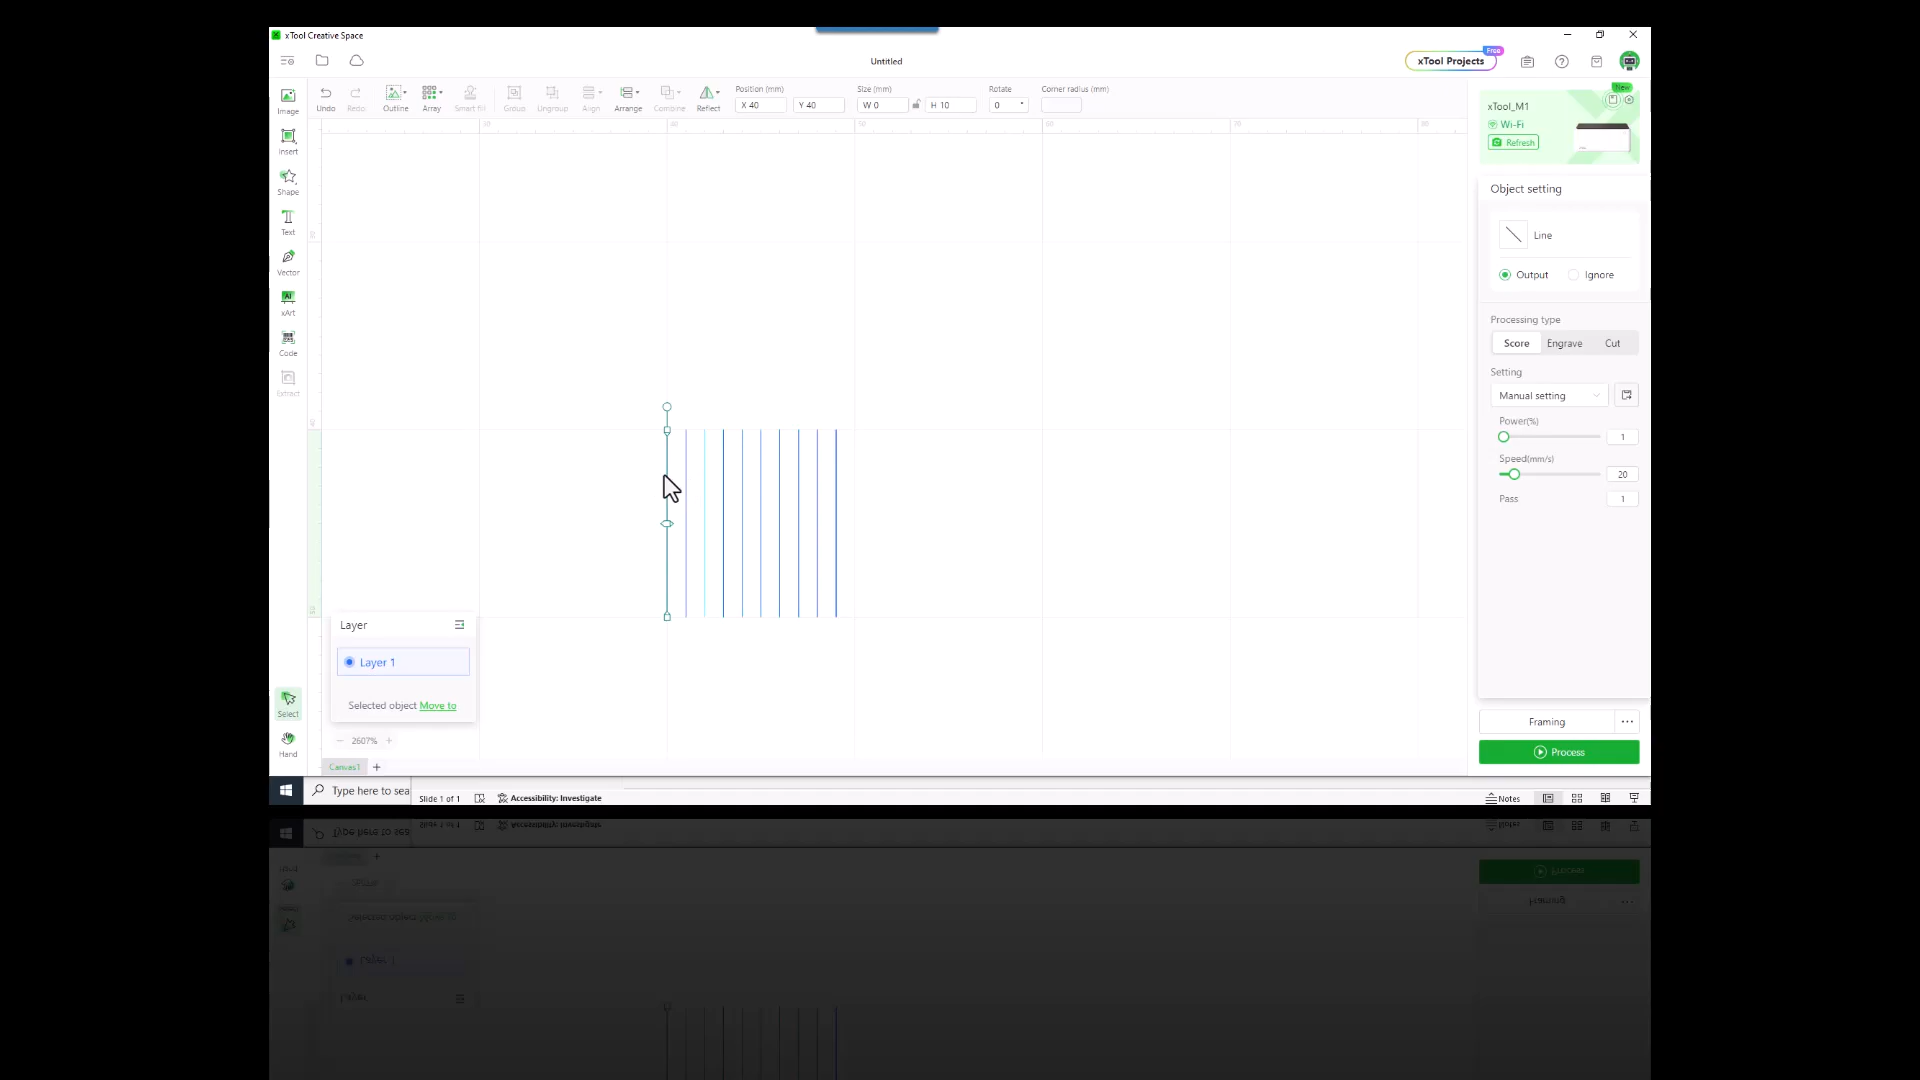 xTool Creative Space
Untitled
xTool Projects
Free
Undo
Redo
Outline
Array
Smart fill
Group
Ungroup
Align
Arrange
Combine
Reflect
Position (mm)
X 40
Y 40
Size (mm)
W 0
H 10
Rotate
0
Corner radius (mm)
Image
Insert
Shape
Text
Vector
AI
xArt
Code
Extract
Select
Hand
Layer
Layer 1
Selected object Move to
2607%
Canvas1
New
xTool_M1
Wi-Fi
Refresh
Object setting
Line
Output
Ignore
Processing type
Score
Engrave
Cut
Setting
Manual setting
Power(%)
1
Speed(mm/s)
20
Pass
1
Framing
Process
Type here to sea
Slide 1 of 1
Accessibility: Investigate
Notes